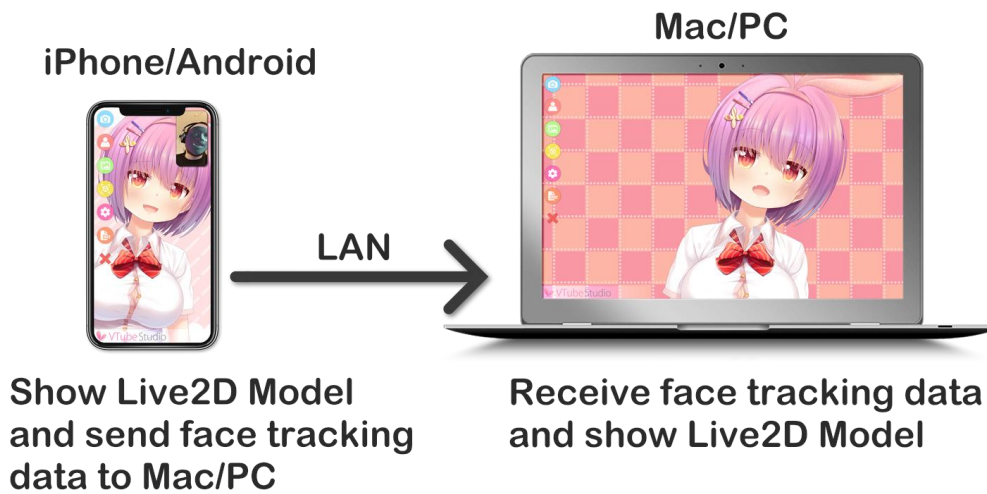 iPhone/Android
Mac/PC
LAN
VTubeStudio
VTubeStudio
Show Live2D Model
and send face tracking
data to Mac/PC
Receive face tracking data
and show Live2D Model